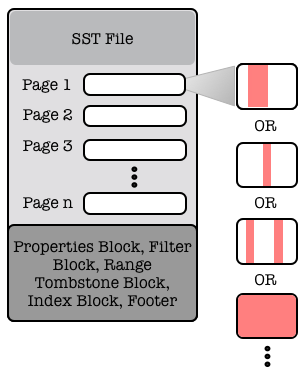 SST File
Page 1
Page 2
Page 3
Page n
Properties Block, Filter
Block, Range
Tombstone Block,
Index Block, Footer
OR
OR
OR